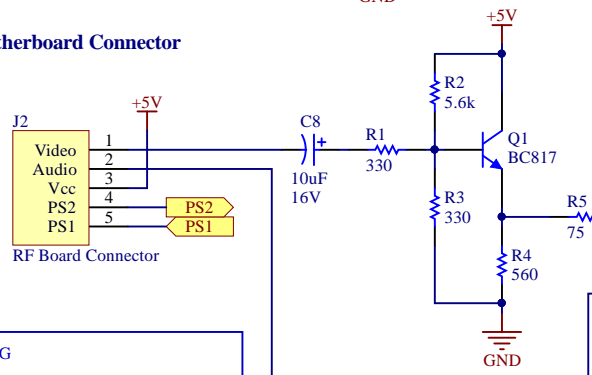 GND
+5V
therboard Connector
R2
5.6k
J2
+5V
C8
R1
Q1
BC817
Video
1
330
Audio
2
Vcc
3
10uF
16V
PS2
4
PS2
R3
330
R5
75
PS1
5
PS1
RF Board Connector
R4
560
G
GND